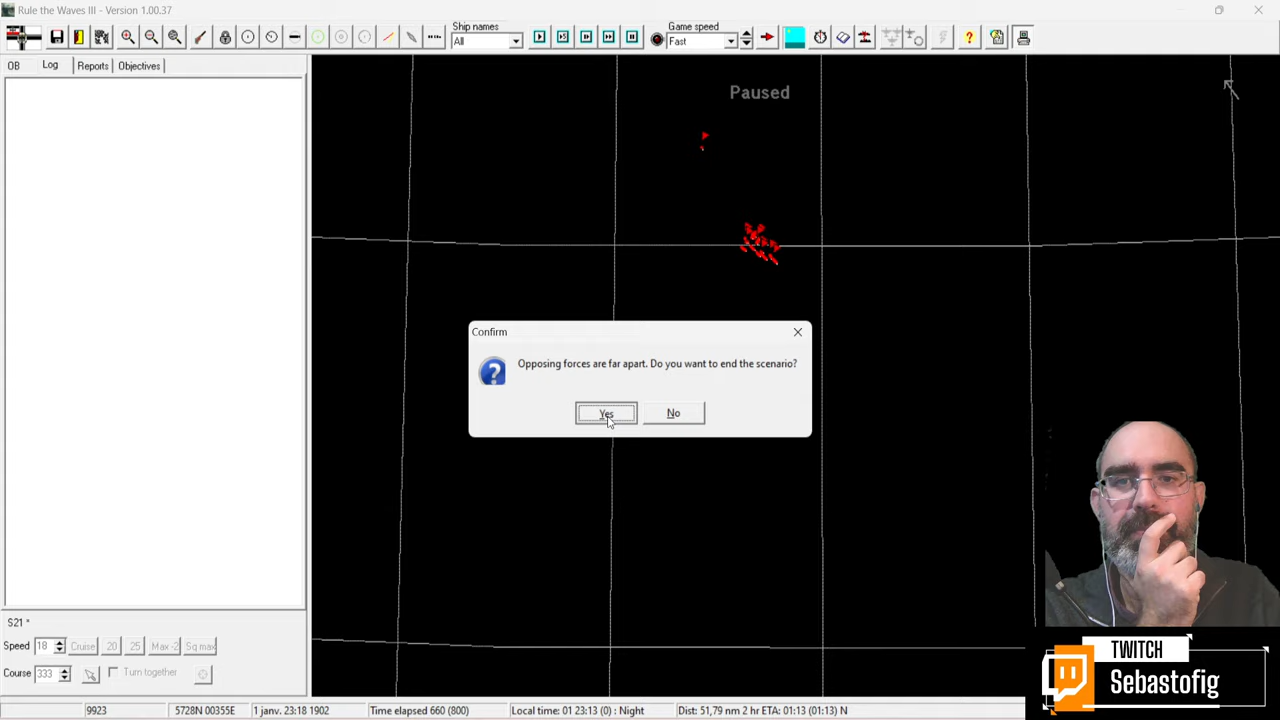 Rule the Waves III - Version 1.00.37
Ship names
All
Game speed
Fast
OB
Log
Reports
Objectives
Paused
Confirm
Opposing forces are far apart. Do you want to end the scenario?
Yes
No
S21 *
Speed 18 Cruise 20 25 Max -2 Sq max
Course 333 Turn together
9923
5728N 00355E
1 janv. 23:18 1902
Time elapsed 660 (800)
Local time: 01 23:13 (0) : Night
Dist: 51,79 nm 2 hr ETA: 01:13 (01:13) N
TWITCH
Sebastofig